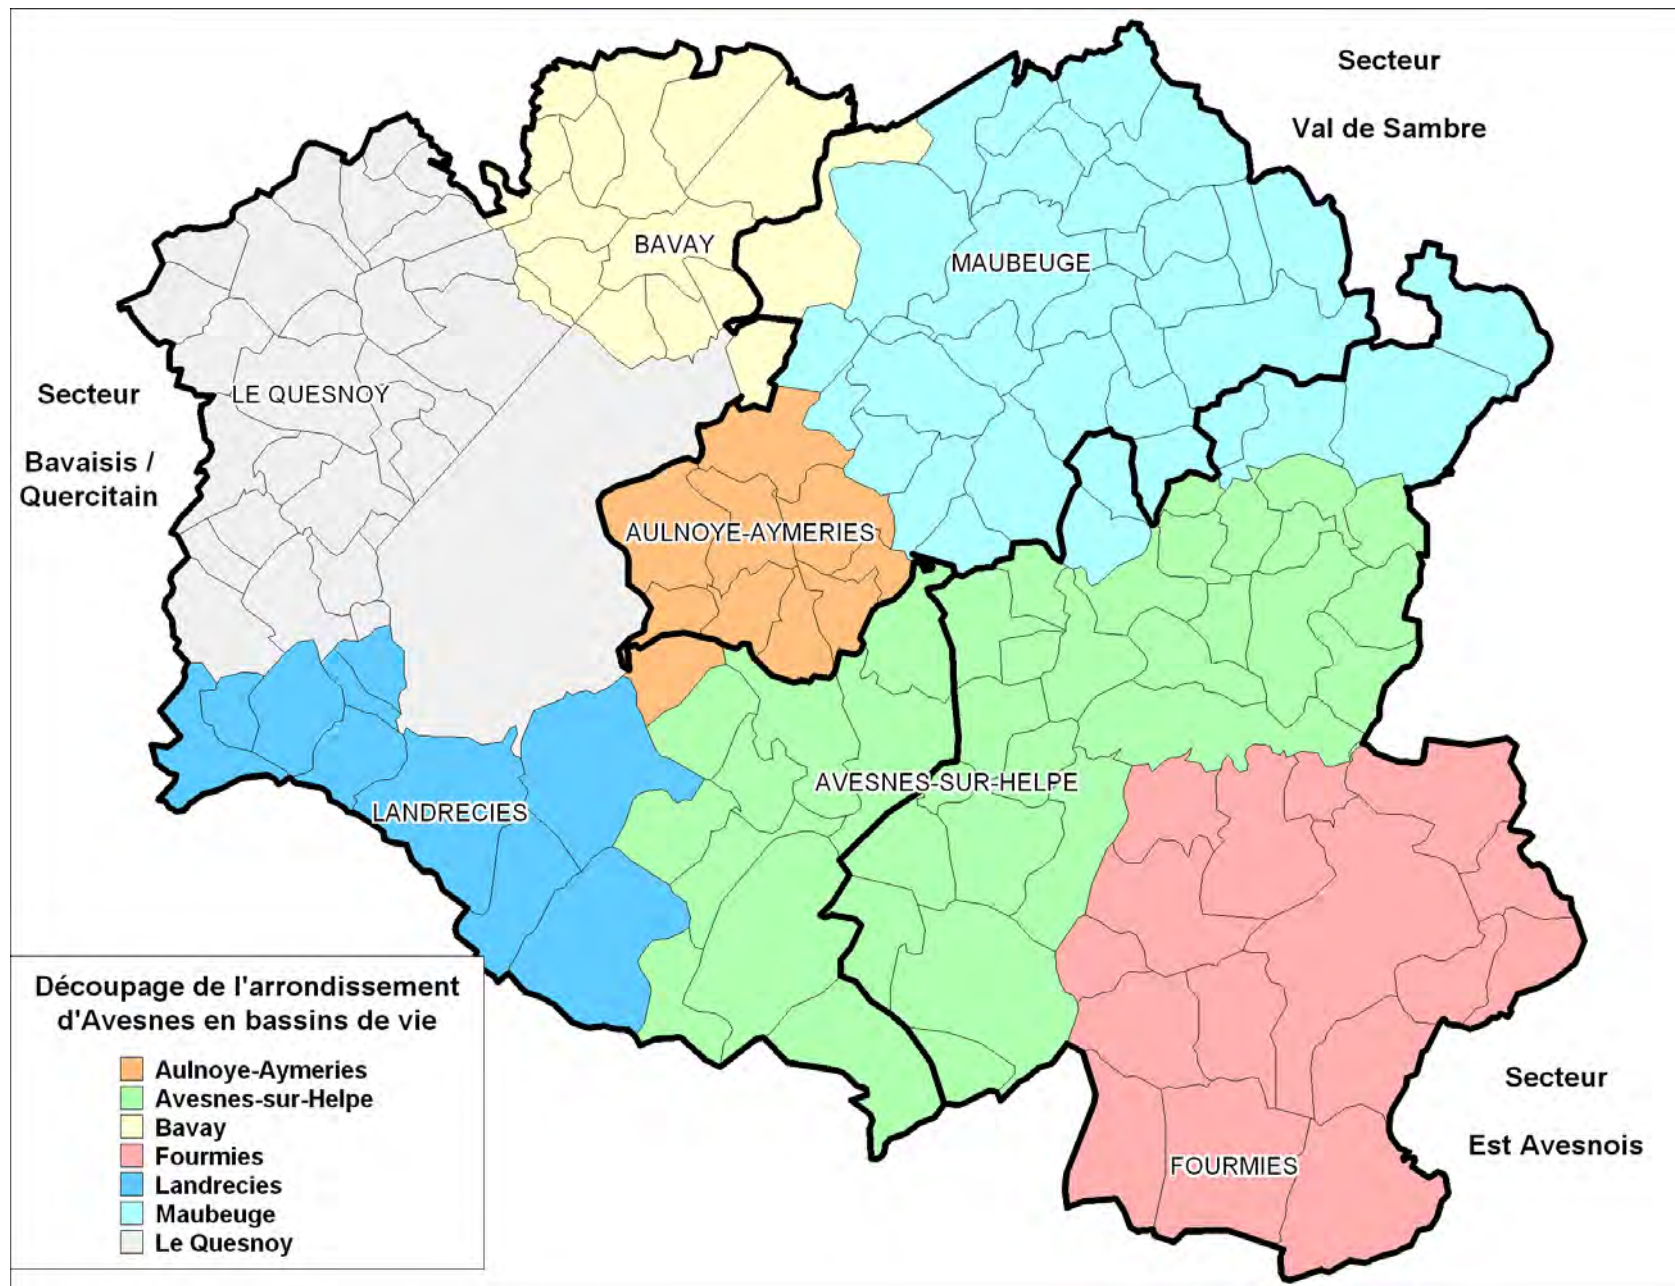 Secteur
Val de Sambre
BAVAY
MAUBEUGE
LE QUESNOY
Secteur
Bavaisis /
Quercitain
AULNOYE-AYMERIES
AVESNES-SUR-HELPE
LANDRECIES
Découpage de l'arrondissement
d'Avesnes en bassins de vie
Aulnoye-Aymeries
Avesnes-sur-Helpe
Bavay
Fourmies
Landrecies
Maubeuge
Le Quesnoy
Secteur
Est Avesnois
FOURMIES